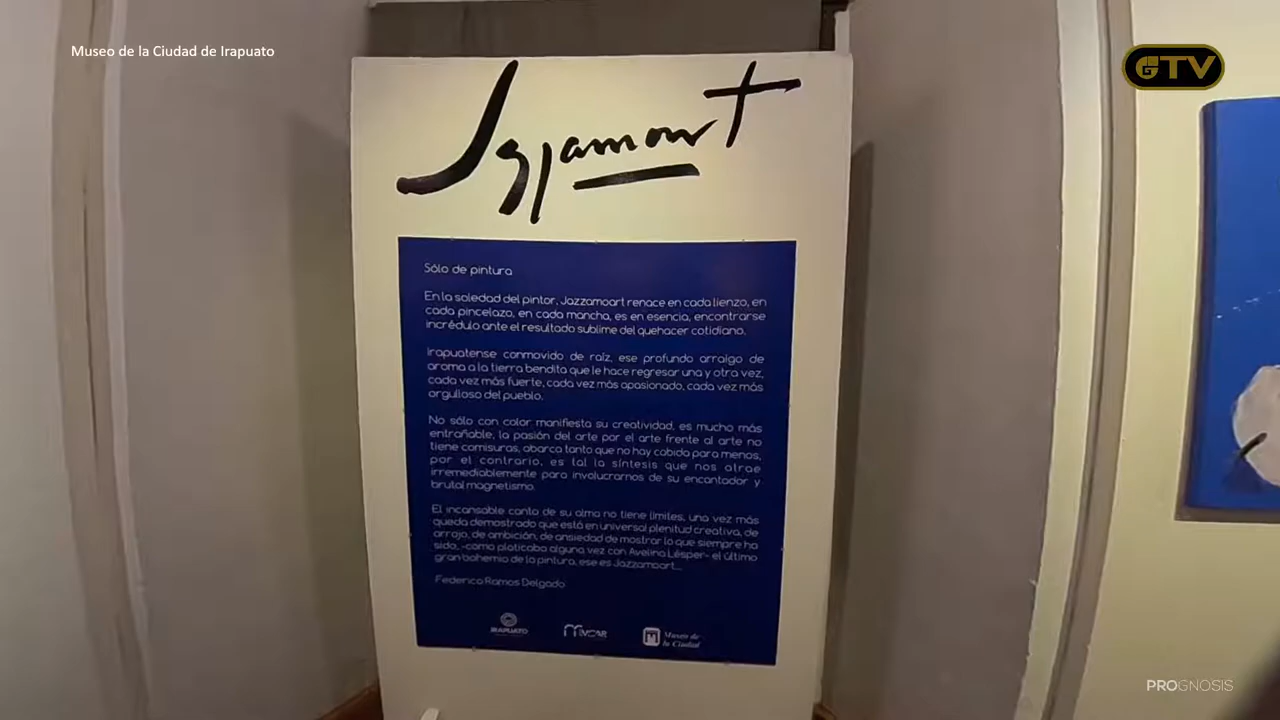 Museo de la Ciudad de Irapuato
GTV
Jazzamoart
Sólo de pintura
En la soledad del pintor, Jazzamoart renace en cada lienzo, en
cada pincelazo, en cada mancha, es en esencia, encontrarse
incrédulo ante el resultado sublime del quehacer cotidiano.
Irapuatense conmovido de raíz, ese profundo arraigo de
aroma a la tierra bendita que le hace regresar una y otra vez,
cada vez más fuerte, cada vez más apasionado, cada vez más
orgulloso del pueblo.
No sólo con color manifiesta su creatividad, es mucho más
entrañable, la pasión del arte por el arte frente al arte no
tiene comisuras, abarca tanto que no hay cabida para menos,
por el contrario, es tal la síntesis que nos atrae
irremediablemente para involucrarnos de su encantador y
brutal magnetismo.
El incansable canto de su alma no tiene límites, una vez más
queda demostrado que está en universal plenitud creativa, de
arrojo, de ambición, de ansiedad de mostrar lo que siempre ha
sido, -como platicaba alguna vez con Avelina Lésper- el último
gran bohemio de la pintura, ese es Jazzamoart...
Federico Ramos Delgado
IRAPUATO
Museo de
la Ciudad
PROGNOSIS